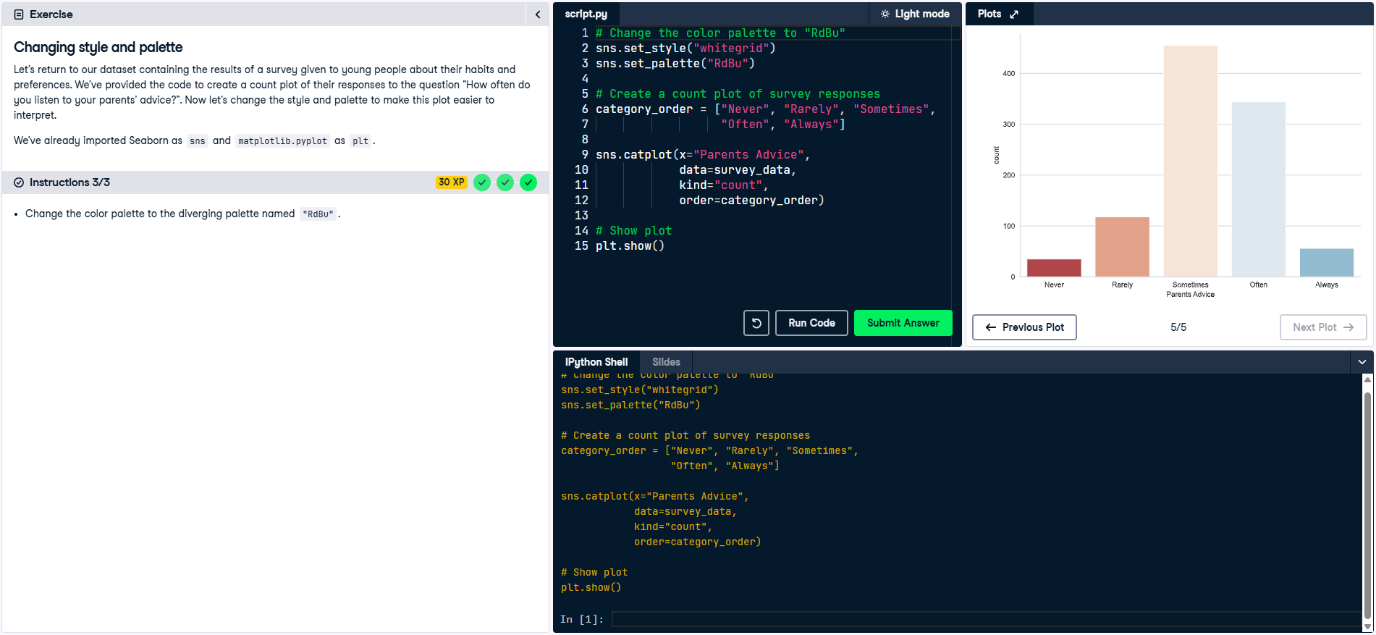 Exercise
Changing style and palette
Let's return to our dataset containing the results of a survey given to young people about their habits and
preferences. We've provided the code to create a count plot of their responses to the question "How often do
you listen to your parents' advice?". Now let's change the style and palette to make this plot easier to
interpret.
We've already imported Seaborn as sns and matplotlib.pyplot as plt.
Instructions 3/3
30 XP
• Change the color palette to the diverging palette named "RdBu".
script.py
Light mode
1 # Change the color palette to "RdBu"
2 sns.set_style("whitegrid")
3 sns.set_palette("RdBu")
4
5 # Create a count plot of survey responses
6 category_order = ["Never", "Rarely", "Sometimes",
7 "Often", "Always"]
8
9 sns.catplot(x="Parents Advice",
10 data=survey_data,
11 kind="count",
12 order=category_order)
13
14 # Show plot
15 plt.show()
Run Code
Submit Answer
Plots
count
400
300
200
100
0
Never Rarely Sometimes Often Always
Parents Advice
Previous Plot
5/5
Next Plot
IPython Shell
Slides
# Change the color palette to "RdBu"
sns.set_style("whitegrid")
sns.set_palette("RdBu")
# Create a count plot of survey responses
category_order = ["Never", "Rarely", "Sometimes",
"Often", "Always"]
sns.catplot(x="Parents Advice",
data=survey_data,
kind="count",
order=category_order)
# Show plot
plt.show()
In [1]: